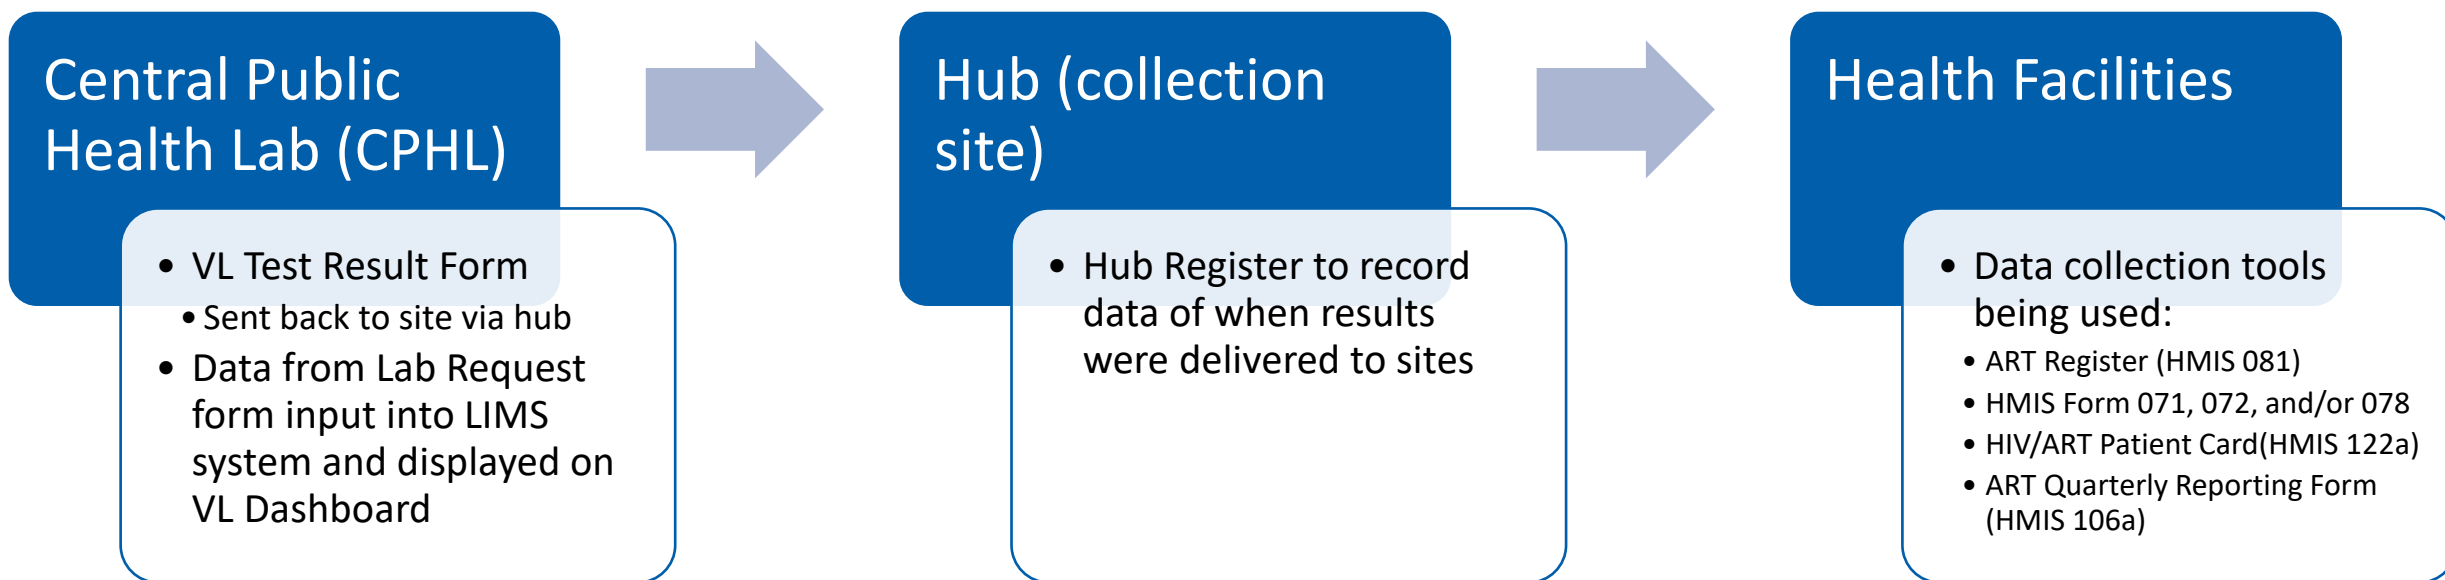 Central Public
Health Lab (CPHL)
• VL Test Result Form
• Sent back to site via hub
• Data from Lab Request
form input into LIMS
system and displayed on
VL Dashboard
Hub (collection
site)
• Hub Register to record
data of when results
were delivered to sites
Health Facilities
• Data collection tools
being used:
• ART Register (HMIS 081)
• HMIS Form 071, 072, and/or 078
• HIV/ART Patient Card(HMIS 122a)
• ART Quarterly Reporting Form
(HMIS 106a)